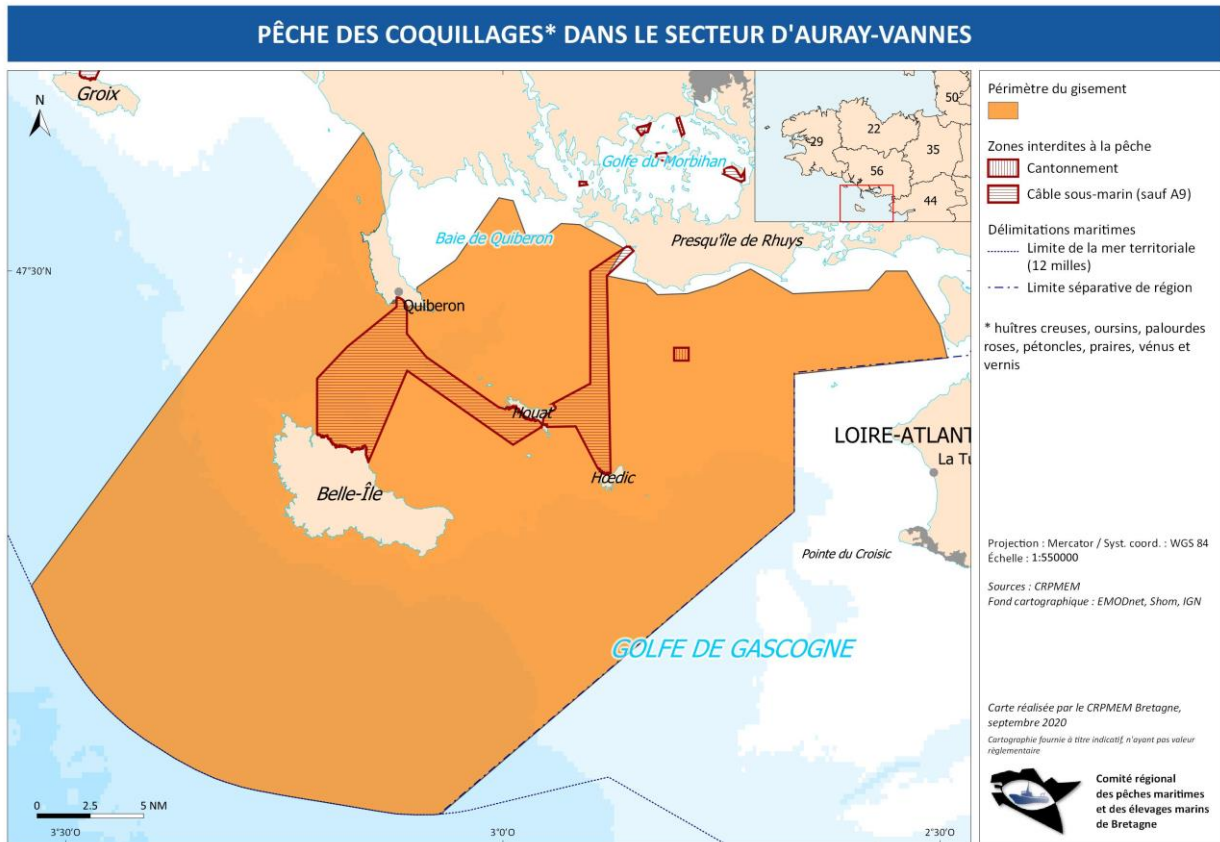 PÊCHE DES COQUILLAGES* DANS LE SECTEUR D'AURAY-VANNES
Groix
N
Golfe du Morbihan
Baie de Quiberon
Presqu'île de Rhuys
47°30'N
Quiberon
Houat
Hœdic
Belle-Île
LOIRE-ATLANT
La Tu
Pointe du Croisic
GOLFE DE GASCOGNE
0 2.5 5 NM
3°30'O
3°0'O
2°30'O
50
22
29
35
56
44
Périmètre du gisement
Zones interdites à la pêche
Cantonnement
Câble sous-marin (sauf A9)
Délimitations maritimes
Limite de la mer territoriale
(12 milles)
Limite séparative de région
* huîtres creuses, oursins, palourdes
roses, pétoncles, praires, vénus et
vernis
Projection : Mercator / Syst. coord. : WGS 84
Échelle : 1:550000
Sources : CRPMEM
Fond cartographique : EMODnet, Shom, IGN
Carte réalisée par le CRPMEM Bretagne,
septembre 2020
Cartographie fournie à titre indicatif, n'ayant pas valeur
règlementaire
Comité régional
des pêches maritimes
et des élevages marins
de Bretagne